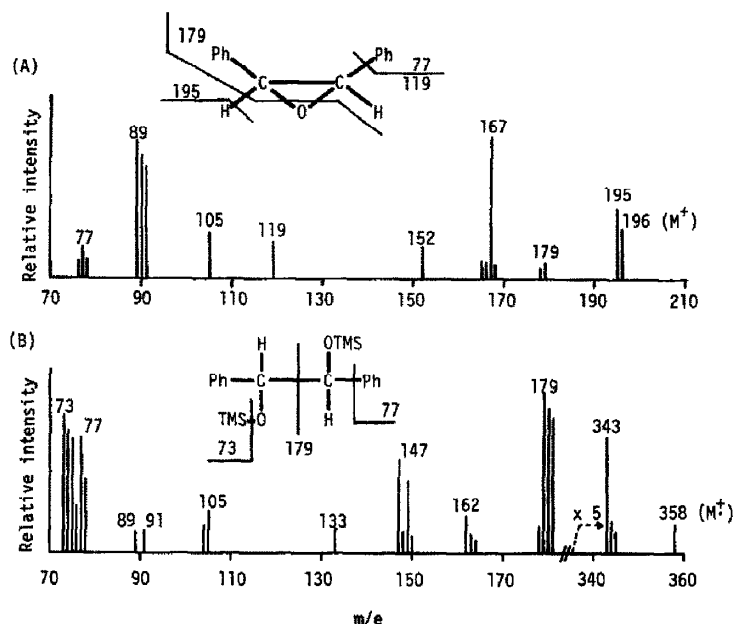 (A)
Relative intensity
179
Ph
Ph
C
C
77
119
195
H
O
H
89
77
105
119
152
167
179
195
196 (M+)
70 90 110 130 150 170 190 210
(B)
Relative intensity
H
OTMS
Ph
C
C
Ph
TMSO
H
77
73
179
73
77
89
91
105
133
147
162
179
x 5
343
358 (M+·)
70 90 110 130 150 170 340 360
m/e